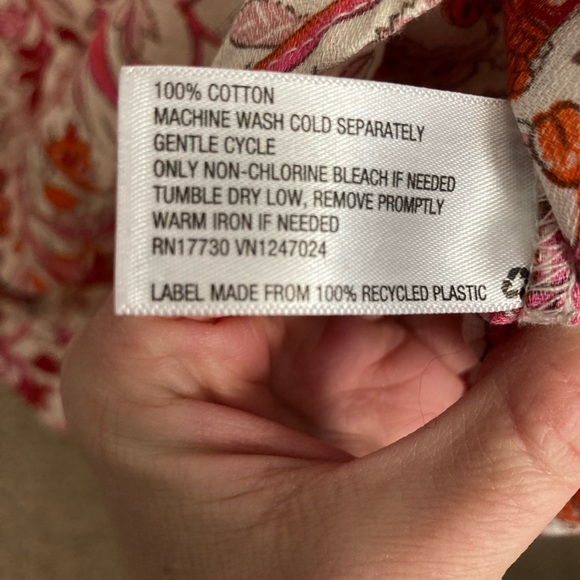 100% COTTON
MACHINE WASH COLD SEPARATELY
GENTLE CYCLE
ONLY NON-CHLORINE BLEACH IF NEEDED
TUMBLE DRY LOW, REMOVE PROMPTLY
WARM IRON IF NEEDED
RN17730 VN1247024
LABEL MADE FROM 100% RECYCLED PLASTIC